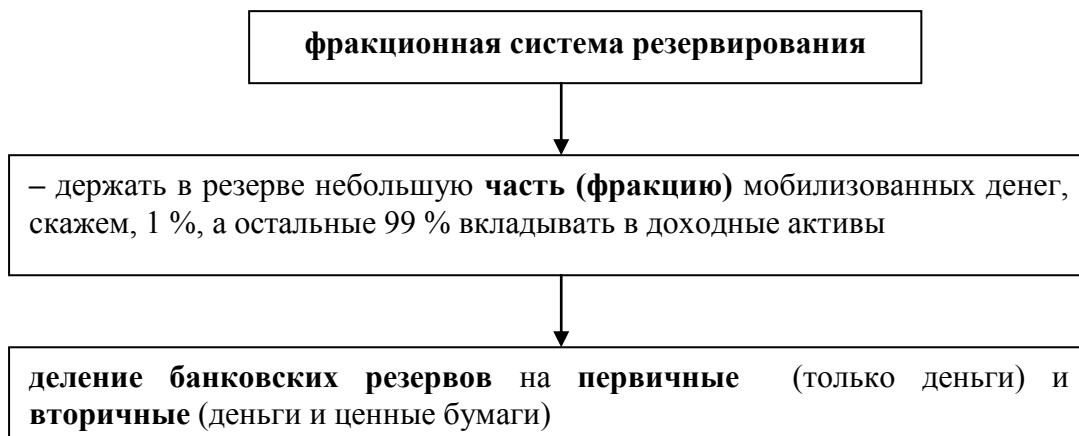 фракционная система резервирования
– держать в резерве небольшую часть (фракцию) мобилизованных денег,
скажем, 1 %, а остальные 99 % вкладывать в доходные активы
деление банковских резервов на первичные (только деньги) и
вторичные (деньги и ценные бумаги)